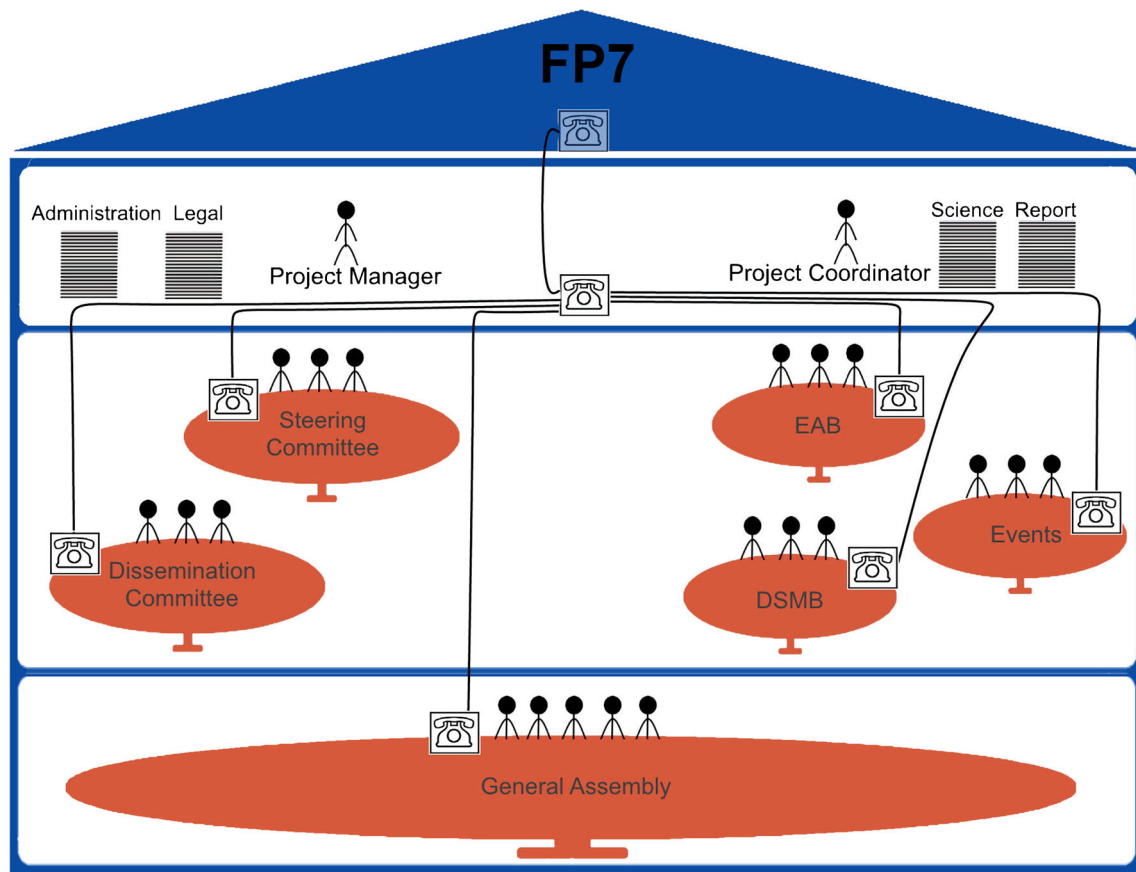 FP7
Administration
Legal
Science
Report
Project Manager
Project Coordinator
Steering
Committee
EAB
Events
Dissemination
Committee
DSMB
General Assembly